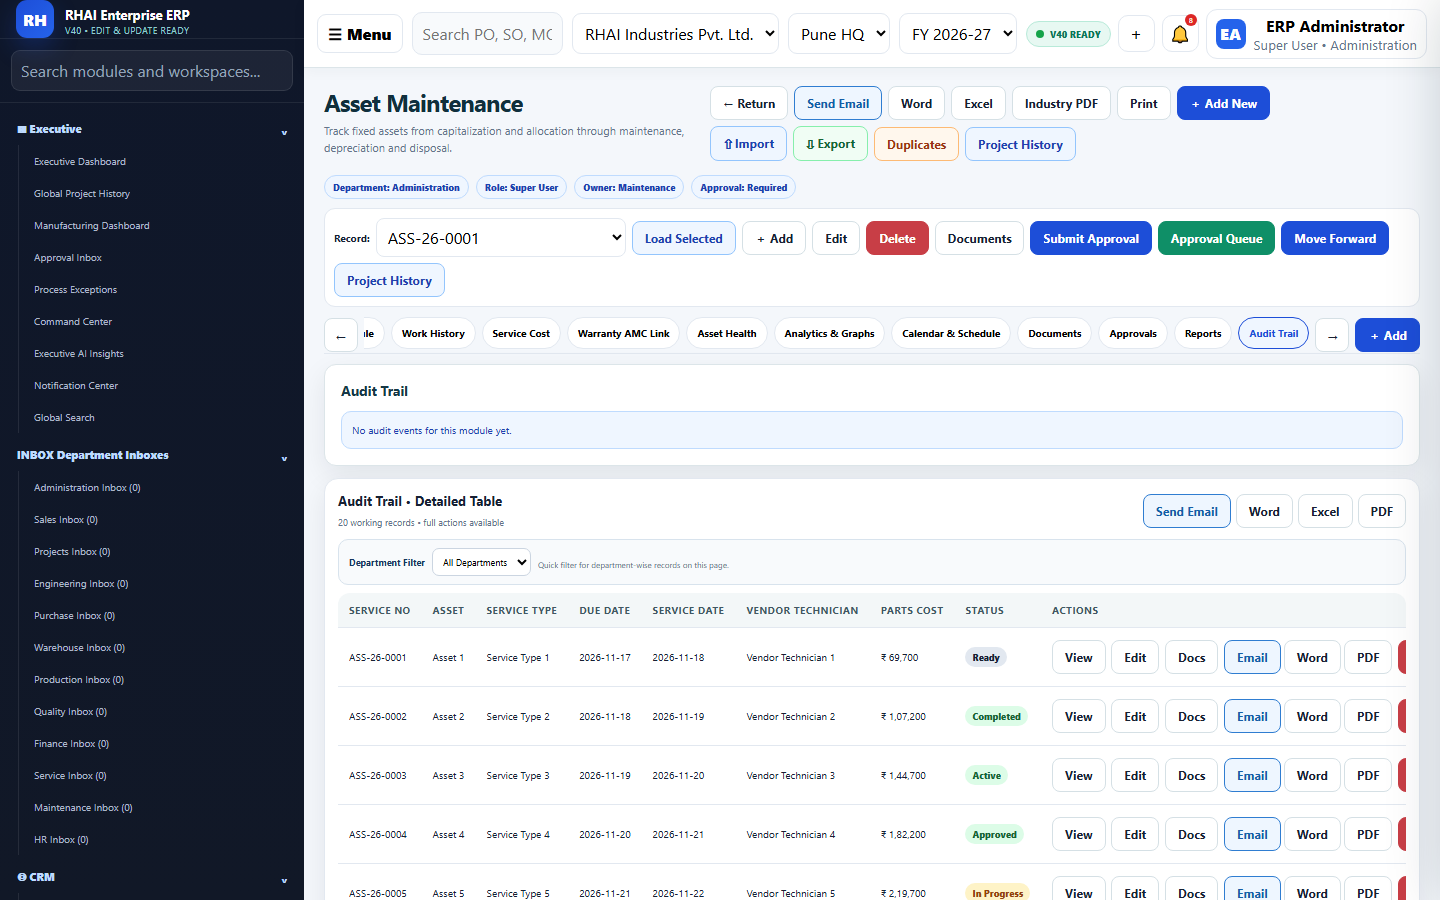 RH
RHAI Enterprise ERP
V40 • EDIT & UPDATE READY
Search modules and workspaces...
Executive
Executive Dashboard
Global Project History
Manufacturing Dashboard
Approval Inbox
Process Exceptions
Command Center
Executive AI Insights
Notification Center
Global Search
INBOX Department Inboxes
Administration Inbox (0)
Sales Inbox (0)
Projects Inbox (0)
Engineering Inbox (0)
Purchase Inbox (0)
Warehouse Inbox (0)
Production Inbox (0)
Quality Inbox (0)
Finance Inbox (0)
Service Inbox (0)
Maintenance Inbox (0)
HR Inbox (0)
CRM
☰ Menu
Search PO, SO, MO
RHAI Industries Pvt. Ltd.
Pune HQ
FY 2026-27
V40 READY
+
8
EA
ERP Administrator
Super User • Administration
Asset Maintenance
Track fixed assets from capitalization and allocation through maintenance,
depreciation and disposal.
← Return
Send Email
Word
Excel
Industry PDF
Print
+ Add New
⇧ Import
⇩ Export
Duplicates
Project History
Department: Administration
Role: Super User
Owner: Maintenance
Approval: Required
Record:
ASS-26-0001
Load Selected
+ Add
Edit
Delete
Documents
Submit Approval
Approval Queue
Move Forward
Project History
←
Work History
Service Cost
Warranty AMC Link
Asset Health
Analytics & Graphs
Calendar & Schedule
Documents
Approvals
Reports
Audit Trail
→
+ Add
Audit Trail
No audit events for this module yet.
Audit Trail • Detailed Table
20 working records • full actions available
Send Email
Word
Excel
PDF
Department Filter
All Departments
Quick filter for department-wise records on this page.
SERVICE NO ASSET SERVICE TYPE DUE DATE SERVICE DATE VENDOR TECHNICIAN PARTS COST STATUS ACTIONS
ASS-26-0001 Asset 1 Service Type 1 2026-11-17 2026-11-18 Vendor Technician 1 ₹ 69,700 Ready View Edit Docs Email Word PDF
ASS-26-0002 Asset 2 Service Type 2 2026-11-18 2026-11-19 Vendor Technician 2 ₹ 1,07,200 Completed View Edit Docs Email Word PDF
ASS-26-0003 Asset 3 Service Type 3 2026-11-19 2026-11-20 Vendor Technician 3 ₹ 1,44,700 Active View Edit Docs Email Word PDF
ASS-26-0004 Asset 4 Service Type 4 2026-11-20 2026-11-21 Vendor Technician 4 ₹ 1,82,200 Approved View Edit Docs Email Word PDF
ASS-26-0005 Asset 5 Service Type 5 2026-11-21 2026-11-22 Vendor Technician 5 ₹ 2,19,700 In Progress View Edit Docs Email Word PDF